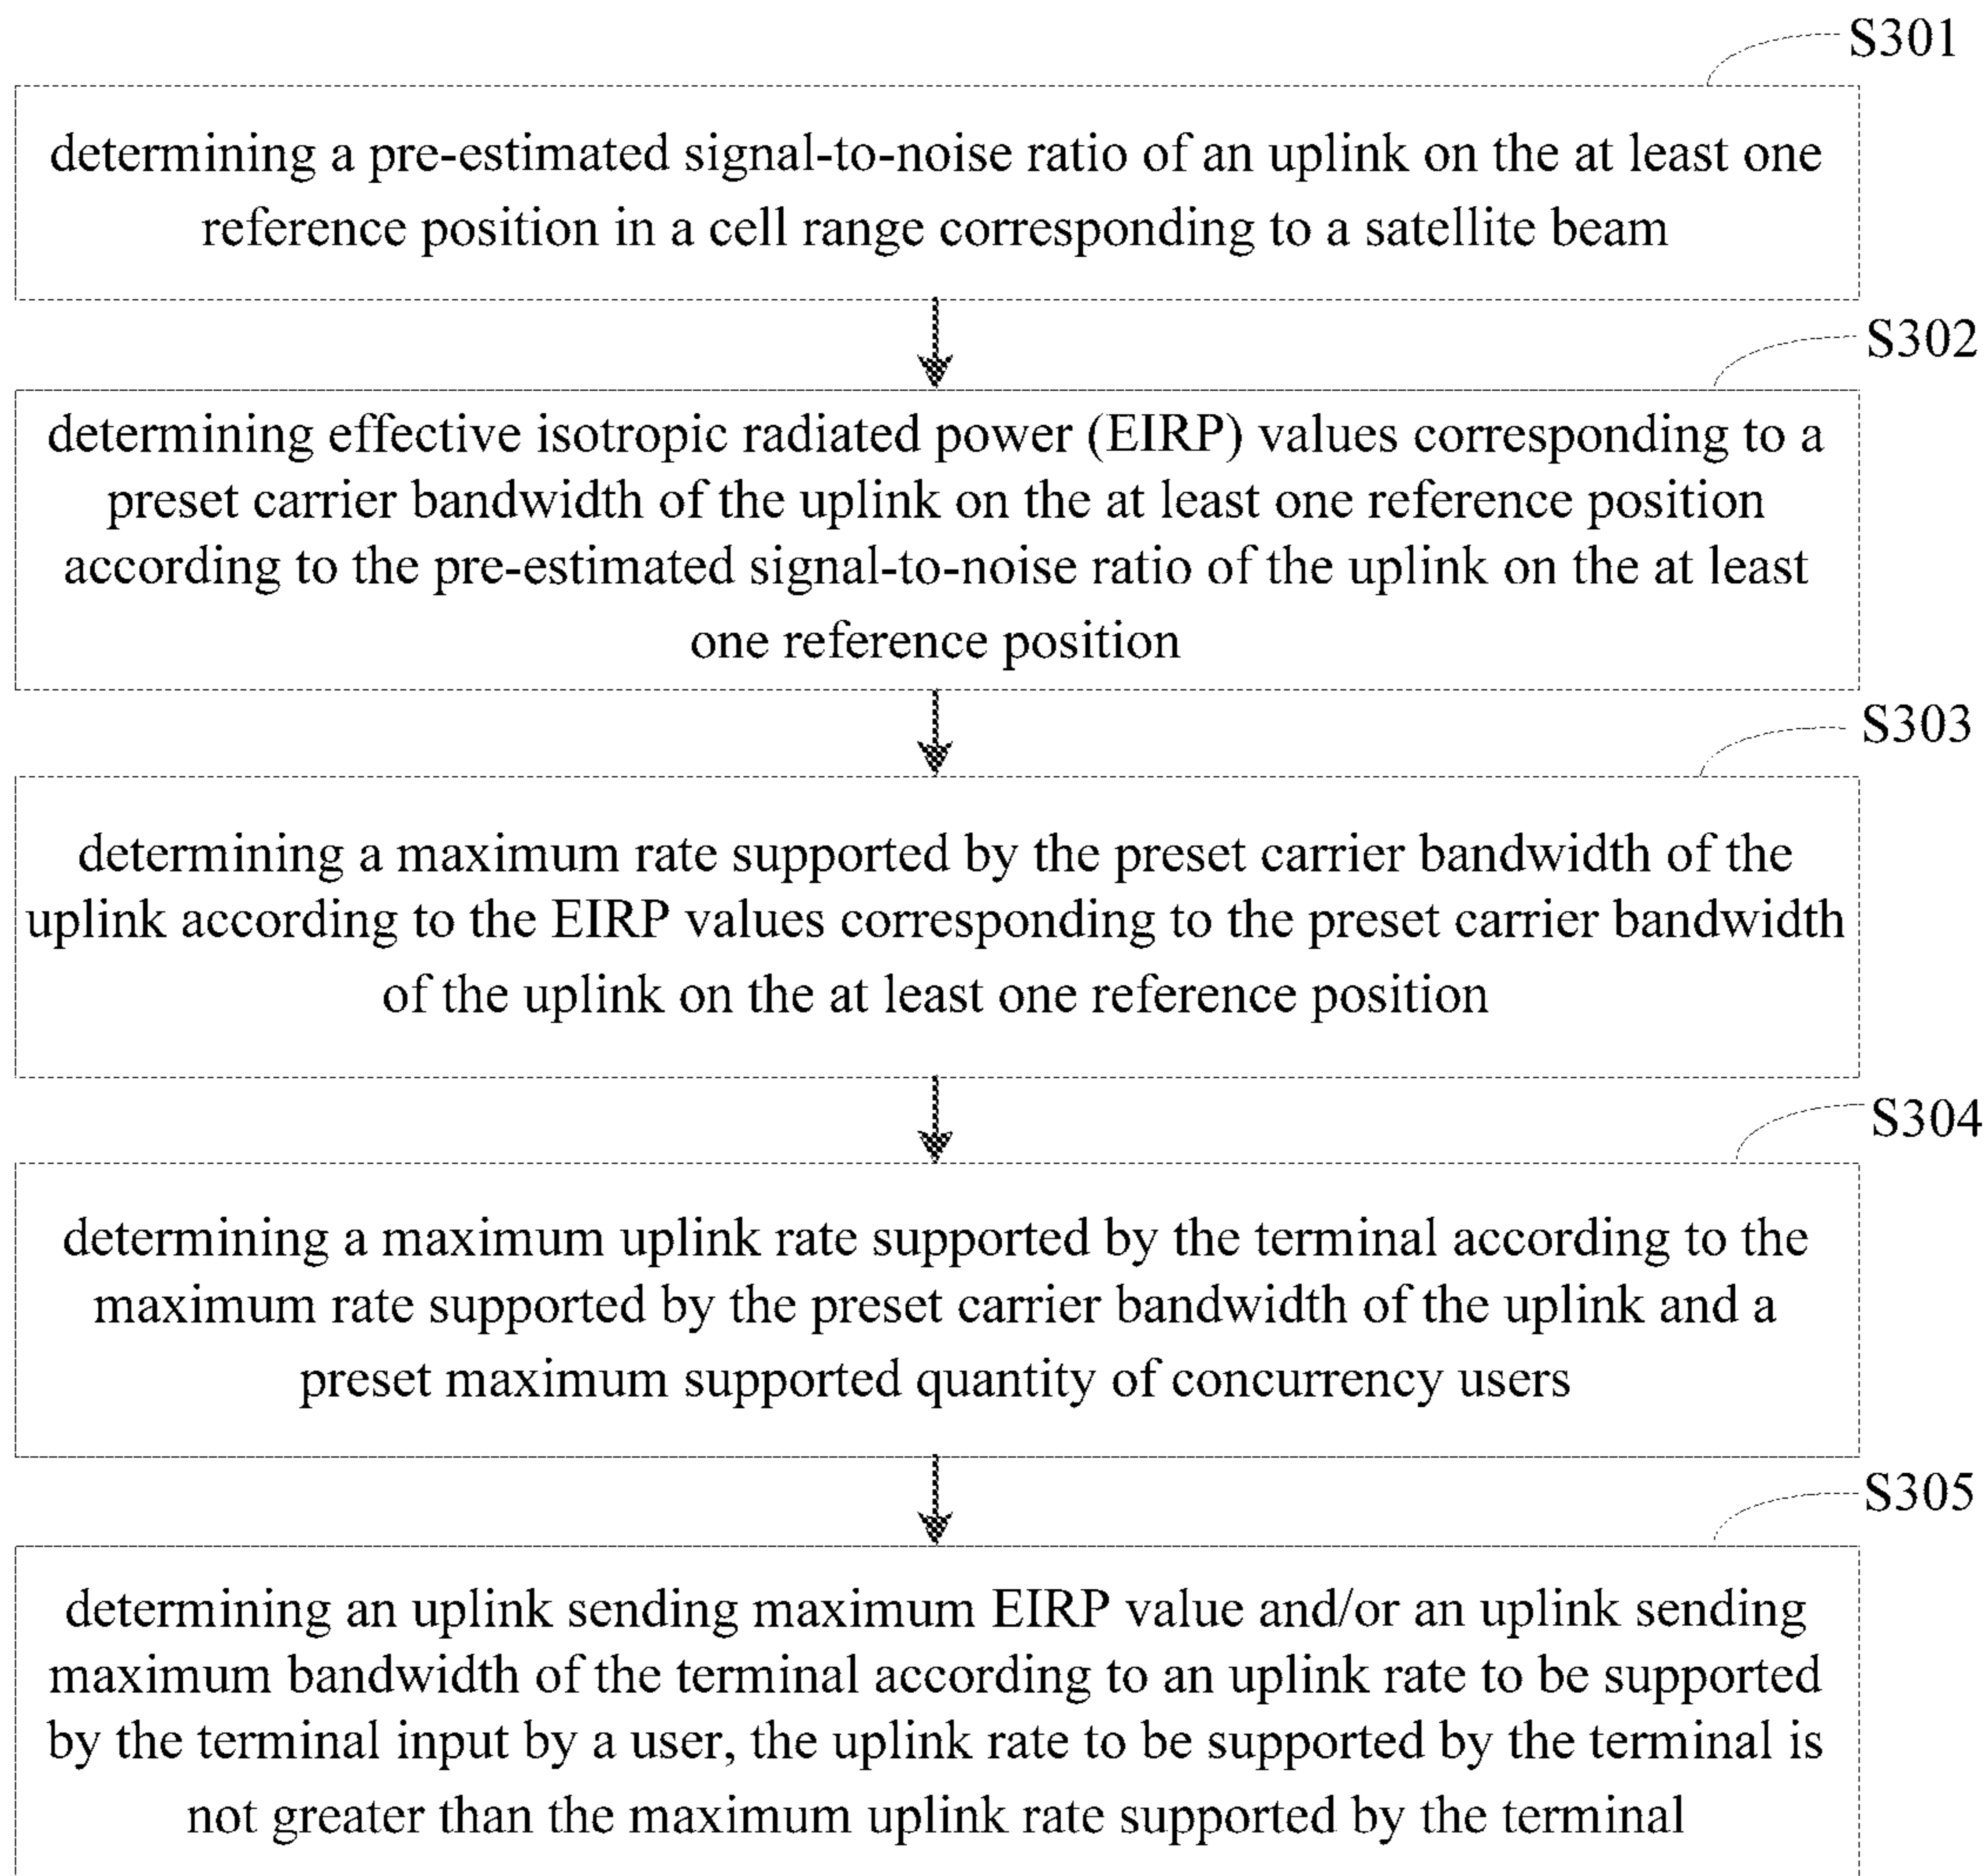 S301
determining a pre-estimated signal-to-noise ratio of an uplink on the at least one
reference position in a cell range corresponding to a satellite beam
S302
determining effective isotropic radiated power (EIRP) values corresponding to a
preset carrier bandwidth of the uplink on the at least one reference position
according to the pre-estimated signal-to-noise ratio of the uplink on the at least
one reference position
S303
determining a maximum rate supported by the preset carrier bandwidth of the
uplink according to the EIRP values corresponding to the preset carrier bandwidth
of the uplink on the at least one reference position
S304
determining a maximum uplink rate supported by the terminal according to the
maximum rate supported by the preset carrier bandwidth of the uplink and a
preset maximum supported quantity of concurrency users
S305
determining an uplink sending maximum EIRP value and/or an uplink sending
maximum bandwidth of the terminal according to an uplink rate to be supported
by the terminal input by a user, the uplink rate to be supported by the terminal is
not greater than the maximum uplink rate supported by the terminal